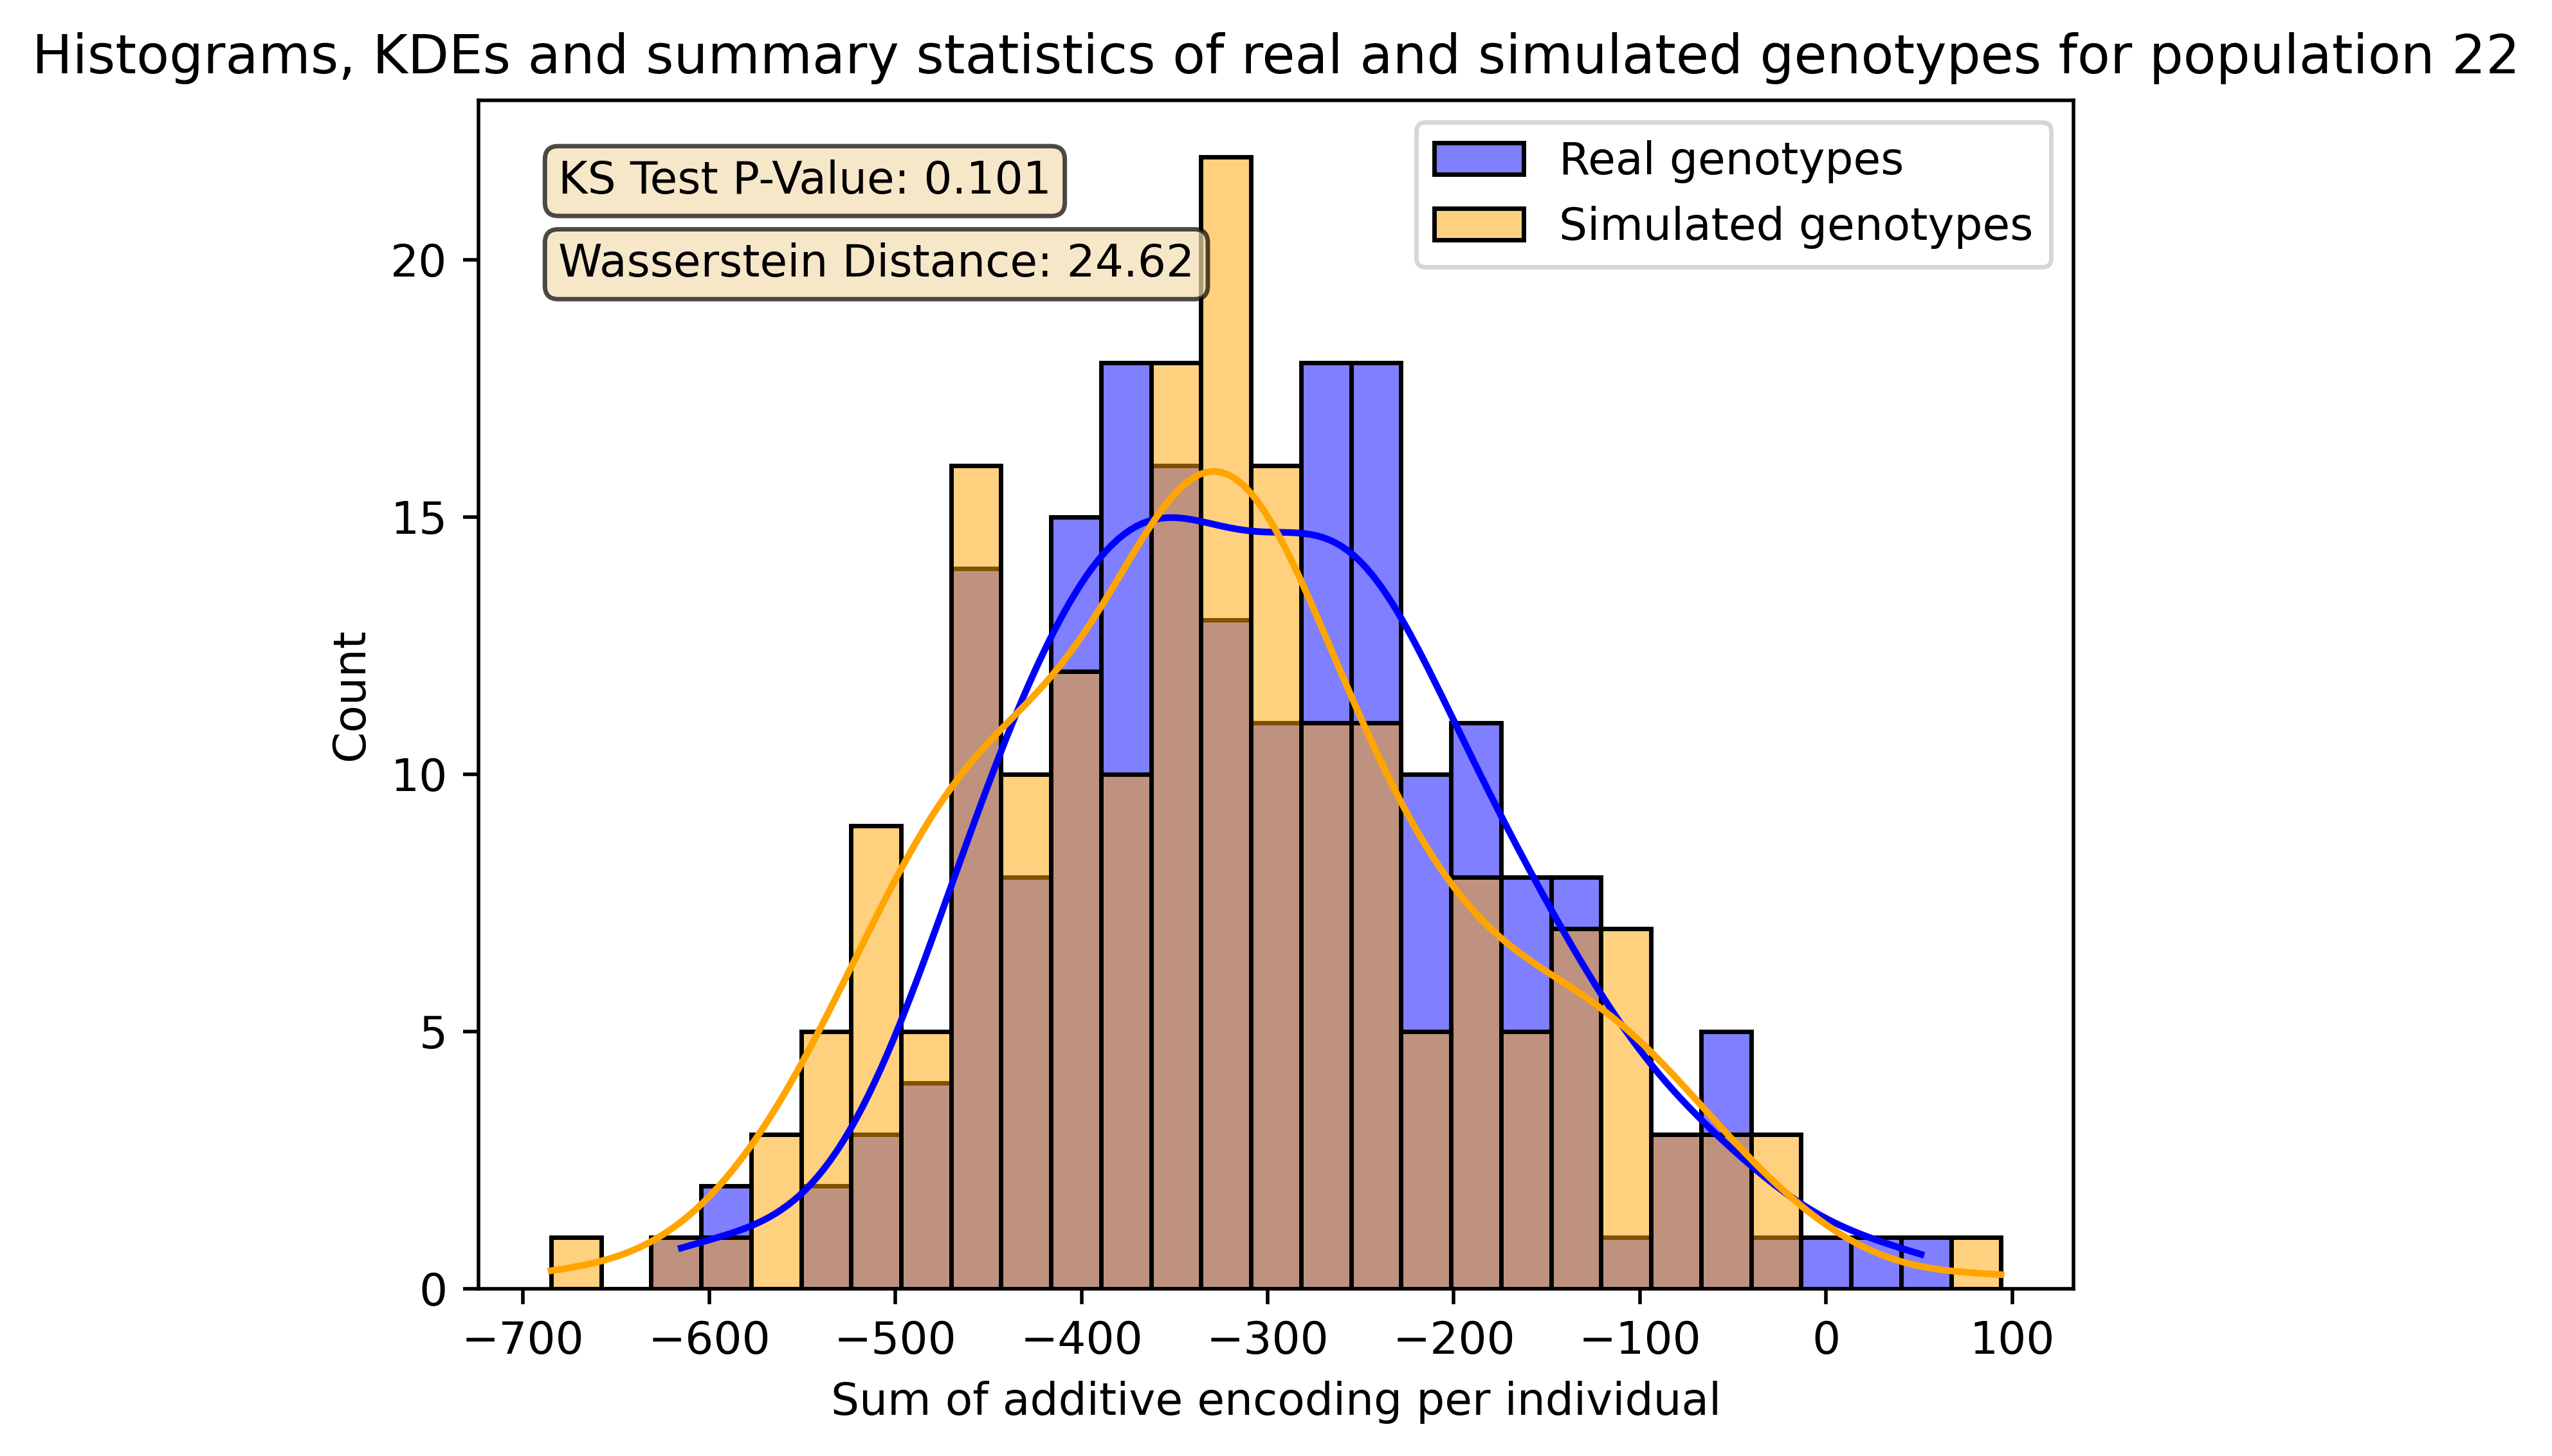 Histograms, KDEs and summary statistics of real and simulated genotypes for population 22
KS Test P-Value: 0.101
Wasserstein Distance: 24.62
Real genotypes
Simulated genotypes
Count
20
15
10
5
0
−700 −600 −500 −400 −300 −200 −100 0 100
Sum of additive encoding per individual